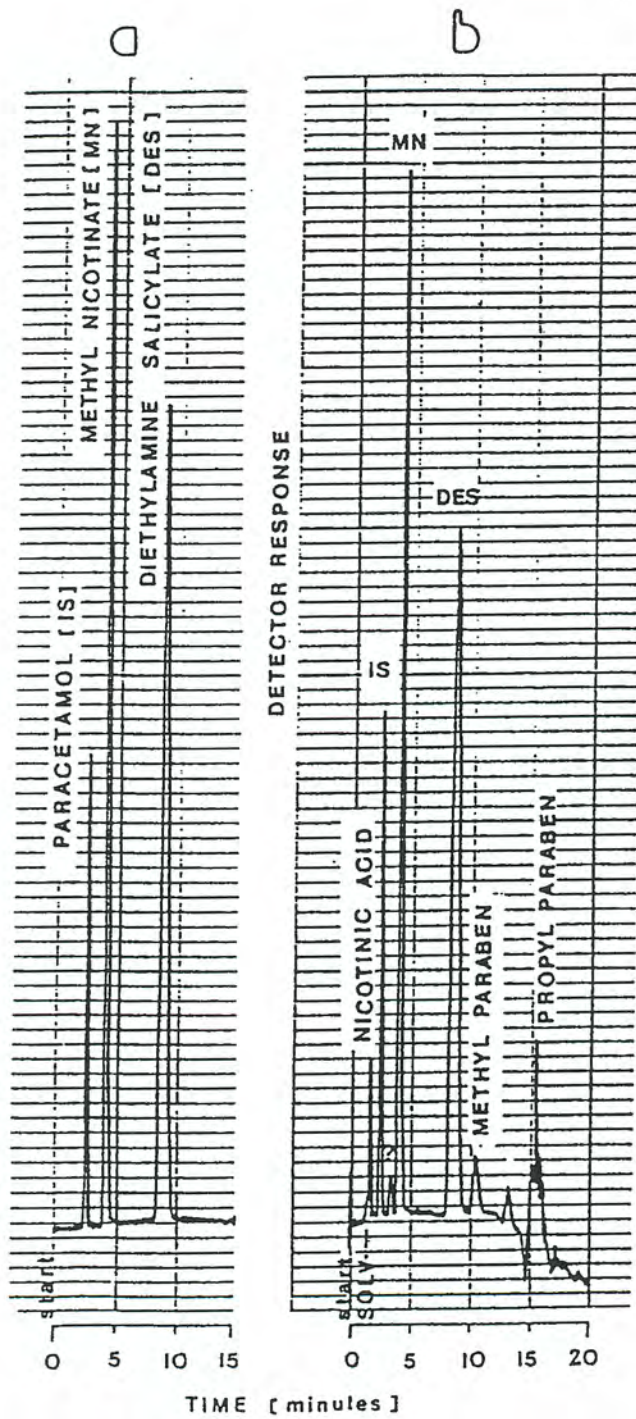 a
METHYL NICOTINATE [MN]
DIETHYLAMINE SALICYLATE [DES]
PARACETAMOL [IS]
start
0 5 10 15
b
DETECTOR RESPONSE
MN
DES
IS
NICOTINIC ACID
METHYL PARABEN
PROPYL PARABEN
start
SOLV.
0 5 10 15 20
TIME [minutes]